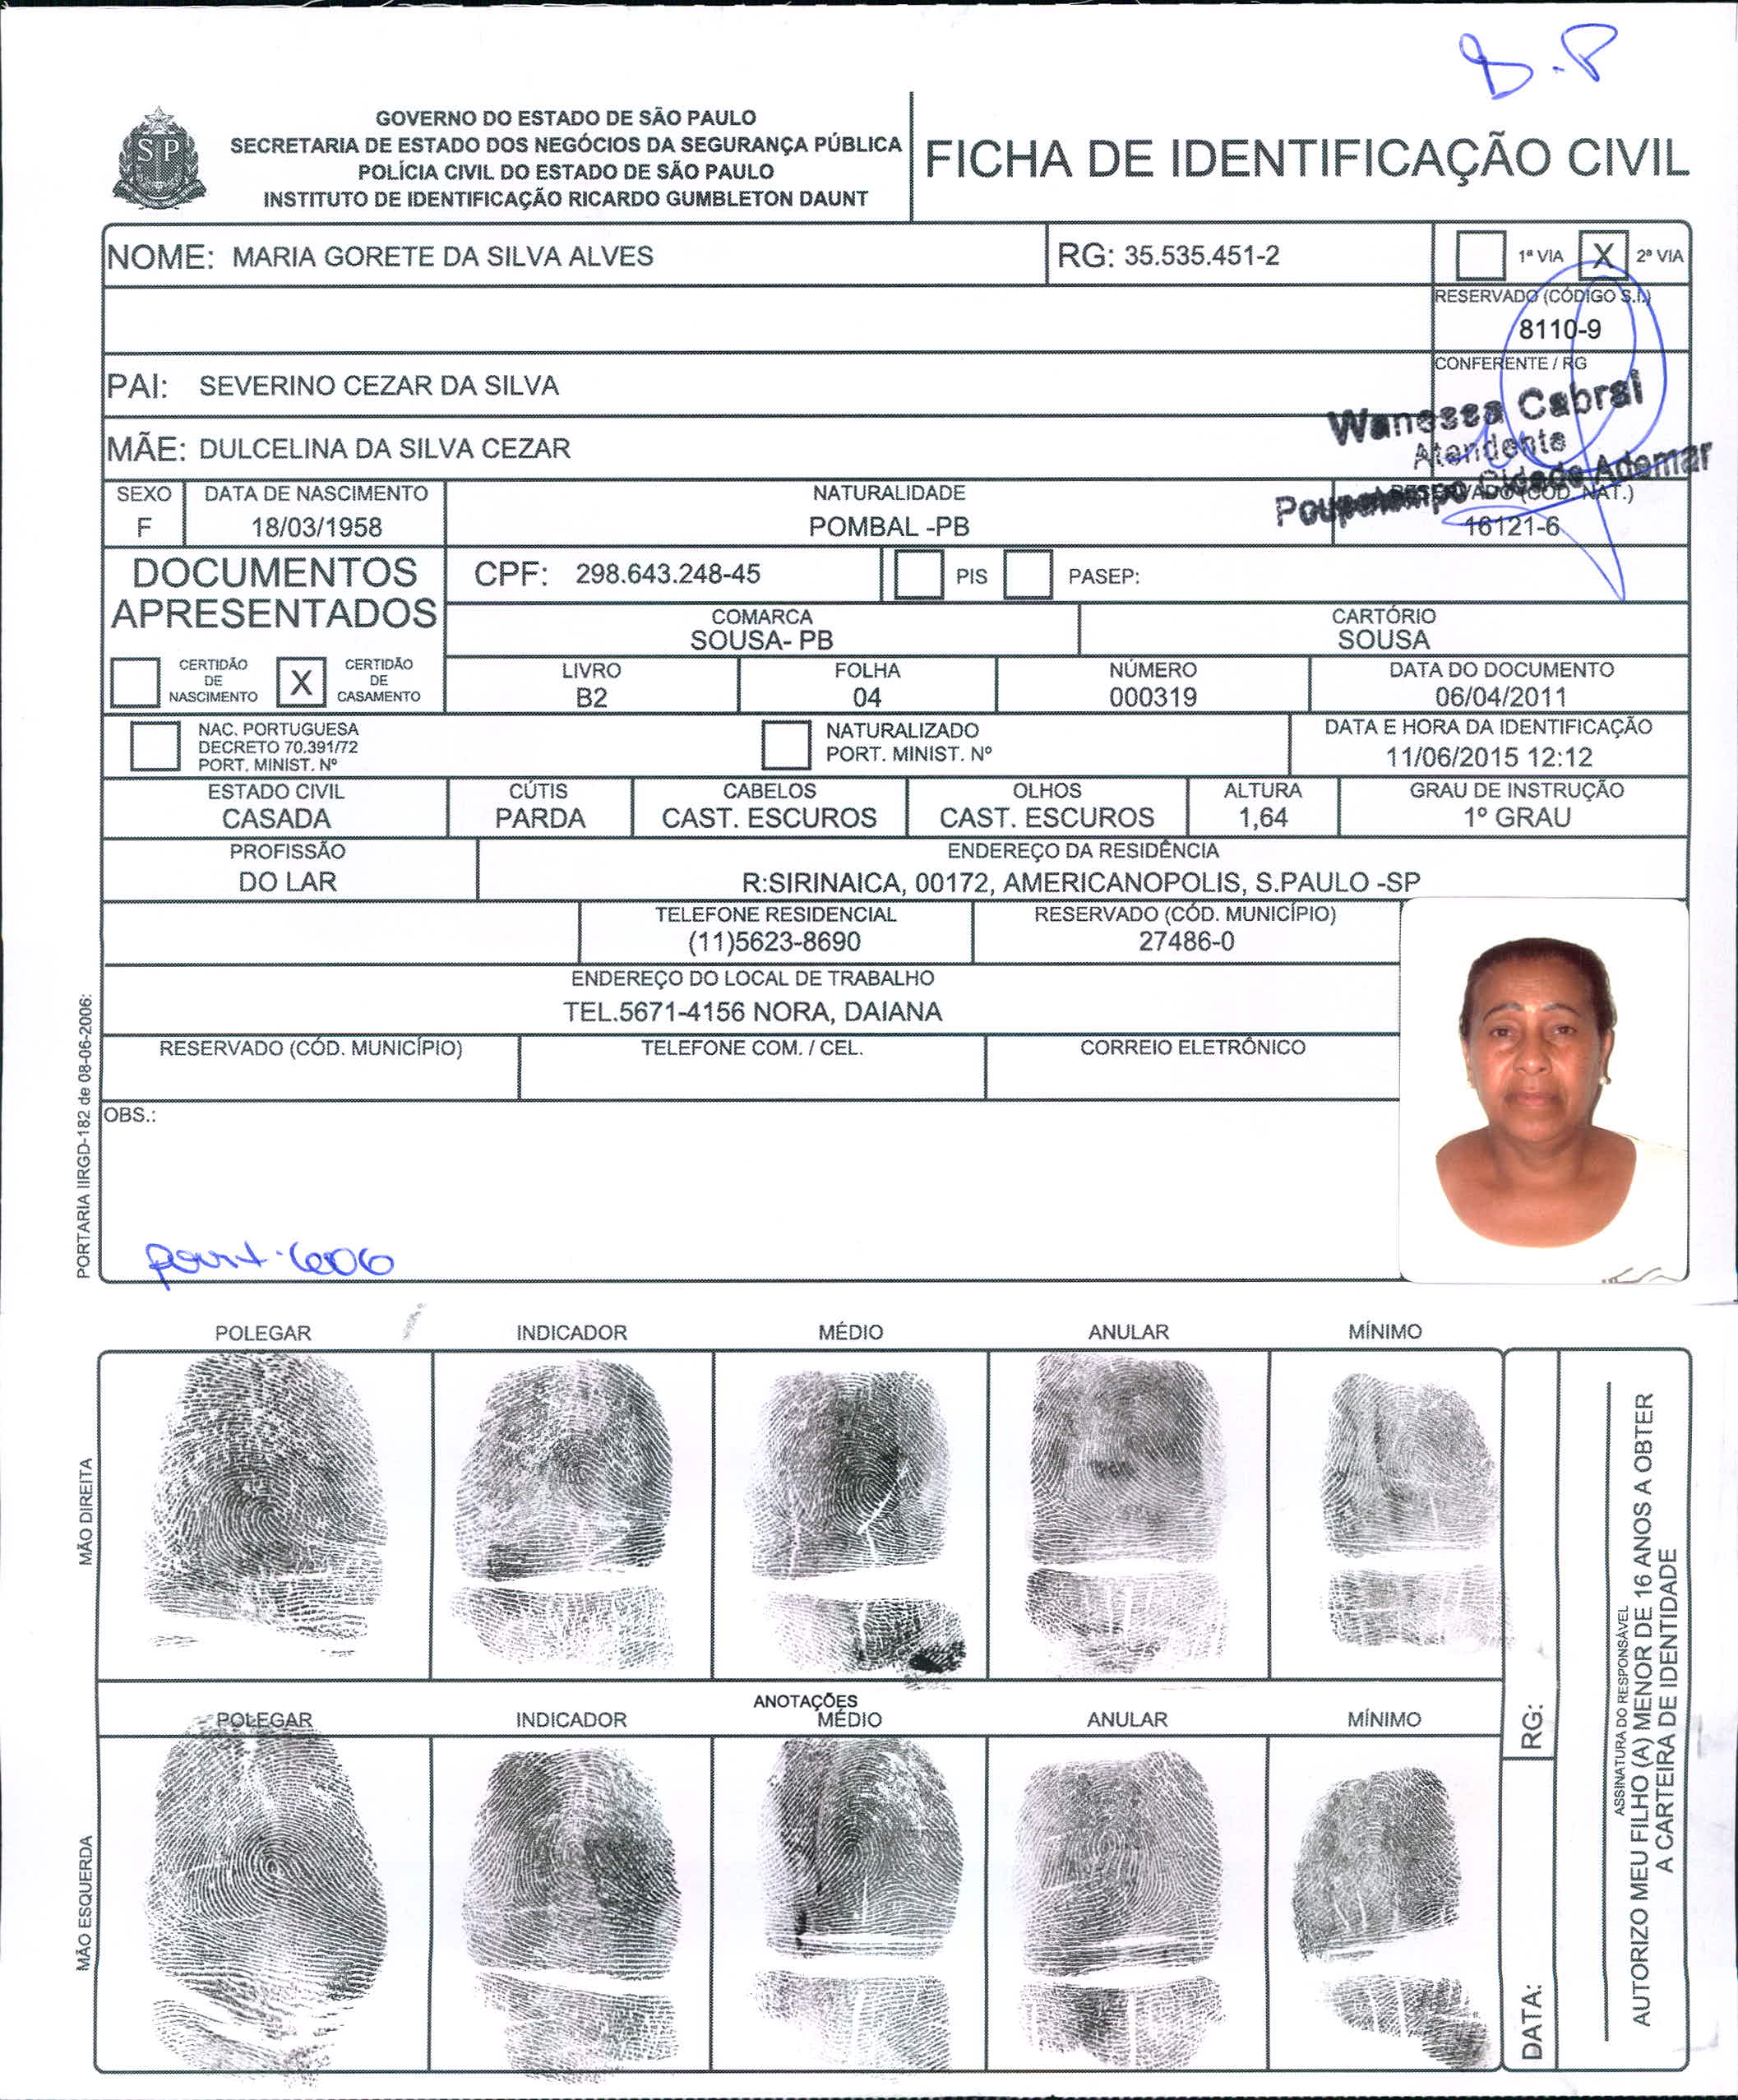 GOVERNO DO ESTADO DE SÃO PAULO
SECRETARIA DE ESTADO DOS NEGÓCIOS DA SEGURANÇA PÚBLICA
POLÍCIA CIVIL DO ESTADO DE SÃO PAULO
INSTITUTO DE IDENTIFICAÇÃO RICARDO GUMBLETON DAUNT
SP
FICHA DE IDENTIFICAÇÃO CIVIL
NOME: MARIA GORETE DA SILVA ALVES
RG: 35.535.451-2
1ª VIA X 2ª VIA
RESERVADO (CÓDIGO S.I.)
8110-9
PAI: SEVERINO CEZAR DA SILVA
CONFERENTE / RG
Wanessa Cabral
Atendente
Poupatempo Cidade Ademar
MÃE: DULCELINA DA SILVA CEZAR
SEXO
F
DATA DE NASCIMENTO
18/03/1958
NATURALIDADE
POMBAL -PB
RESERVADO (CÓD. NAT.)
16121-6
DOCUMENTOS
APRESENTADOS
CPF: 298.643.248-45
PIS
PASEP:
COMARCA
SOUSA- PB
CARTÓRIO
SOUSA
CERTIDÃO
DE
NASCIMENTO
X
CERTIDÃO
DE
CASAMENTO
LIVRO
B2
FOLHA
04
NÚMERO
000319
DATA DO DOCUMENTO
06/04/2011
NAC. PORTUGUESA
DECRETO 70.391/72
PORT. MINIST. Nº
NATURALIZADO
PORT. MINIST. Nº
DATA E HORA DA IDENTIFICAÇÃO
11/06/2015 12:12
ESTADO CIVIL
CASADA
CÚTIS
PARDA
CABELOS
CAST. ESCUROS
OLHOS
CAST. ESCUROS
ALTURA
1,64
GRAU DE INSTRUÇÃO
1º GRAU
PROFISSÃO
DO LAR
ENDEREÇO DA RESIDÊNCIA
R:SIRINAICA, 00172, AMERICANOPOLIS, S.PAULO -SP
TELEFONE RESIDENCIAL
(11)5623-8690
RESERVADO (CÓD. MUNICÍPIO)
27486-0
ENDEREÇO DO LOCAL DE TRABALHO
TEL.5671-4156 NORA, DAIANA
RESERVADO (CÓD. MUNICÍPIO)
TELEFONE COM. / CEL.
CORREIO ELETRÔNICO
OBS.:
PORTARIA IIRGD-182 de 08-06-2006:
POLEGAR INDICADOR MÉDIO ANULAR MÍNIMO
MÃO DIREITA
ANOTAÇÕES
POLEGAR INDICADOR MÉDIO ANULAR MÍNIMO
MÃO ESQUERDA
RG:
DATA:
ASSINATURA DO RESPONSÁVEL
AUTORIZO MEU FILHO (A) MENOR DE 16 ANOS A OBTER
A CARTEIRA DE IDENTIDADE